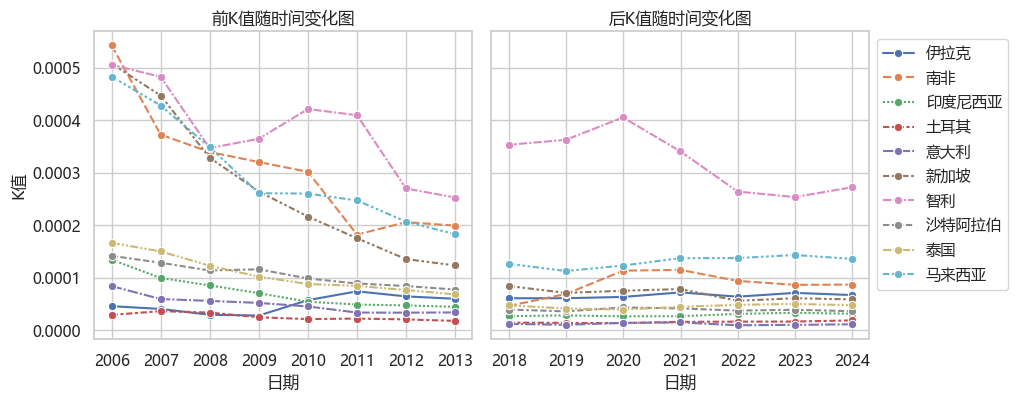 前K值随时间变化图
后K值随时间变化图
K值
0.0005
0.0004
0.0003
0.0002
0.0001
0.0000
2006 2007 2008 2009 2010 2011 2012 2013
日期
2018 2019 2020 2021 2022 2023 2024
日期
伊拉克
南非
印度尼西亚
土耳其
意大利
新加坡
智利
沙特阿拉伯
泰国
马来西亚